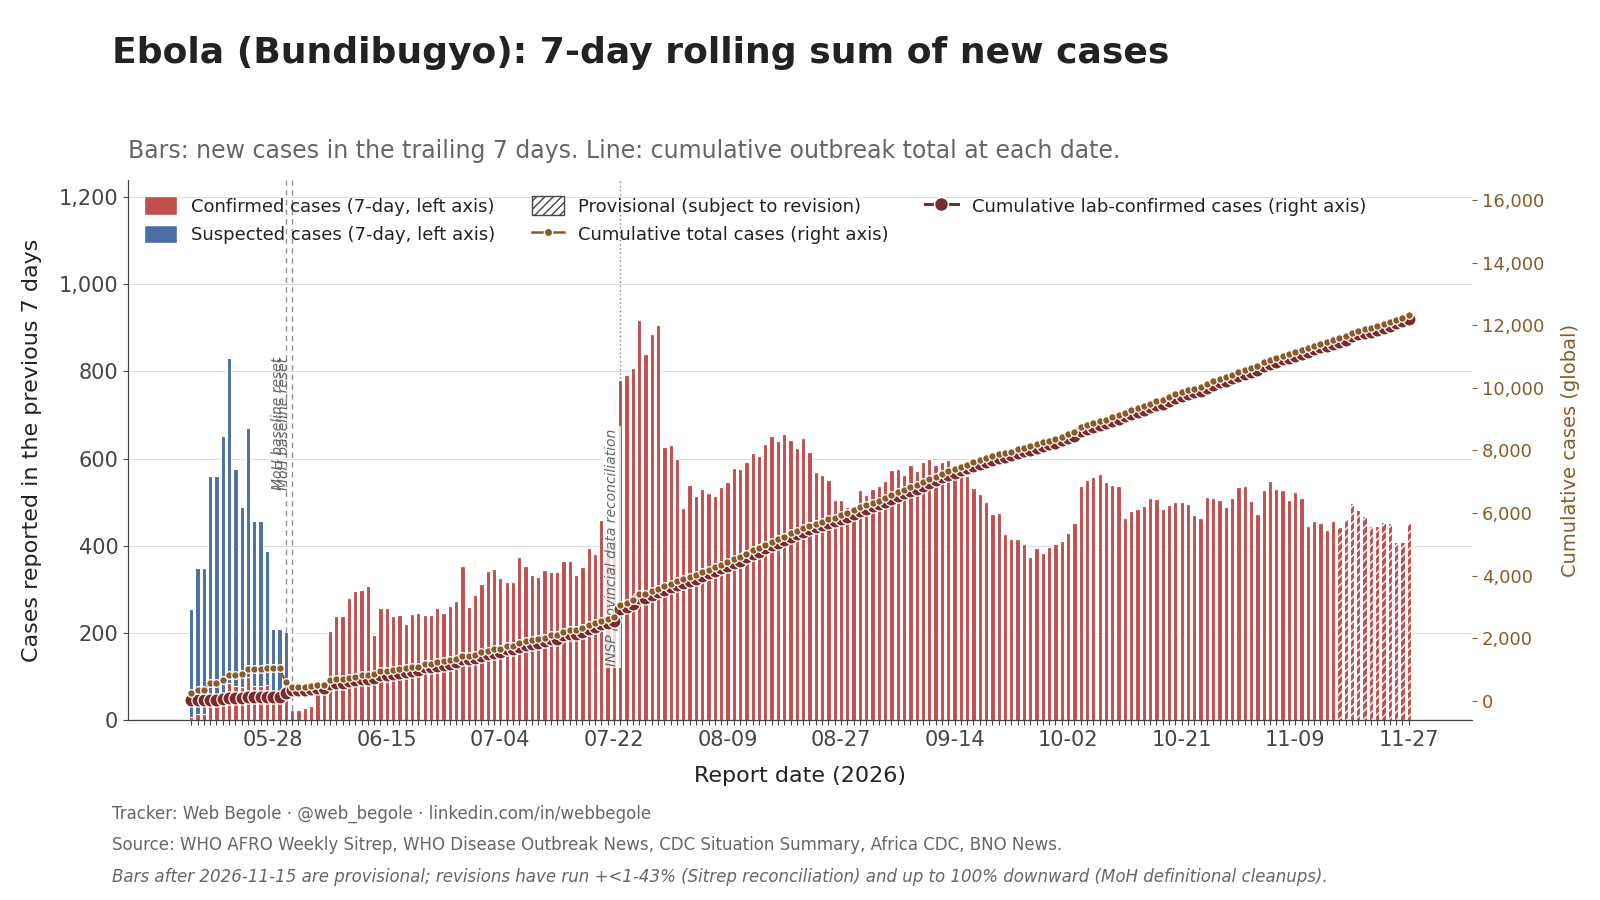 Ebola (Bundibugyo): 7-day rolling sum of new cases
Bars: new cases in the trailing 7 days. Line: cumulative outbreak total at each date.
Confirmed cases (7-day, left axis)
Suspected cases (7-day, left axis)
Provisional (subject to revision)
Cumulative total cases (right axis)
Cumulative lab-confirmed cases (right axis)
Cases reported in the previous 7 days
1,200
1,000
800
600
400
200
0
MoH baseline reset
MoH baseline reset
INSP provincial data reconciliation
16,000
14,000
12,000
10,000
8,000
6,000
4,000
2,000
0
Cumulative cases (global)
05-28 06-15 07-04 07-22 08-09 08-27 09-14 10-02 10-21 11-09 11-27
Report date (2026)
Tracker: Web Begole · @web_begole · linkedin.com/in/webbegole
Source: WHO AFRO Weekly Sitrep, WHO Disease Outbreak News, CDC Situation Summary, Africa CDC, BNO News.
Bars after 2026-11-15 are provisional; revisions have run +<1-43% (Sitrep reconciliation) and up to 100% downward (MoH definitional cleanups).